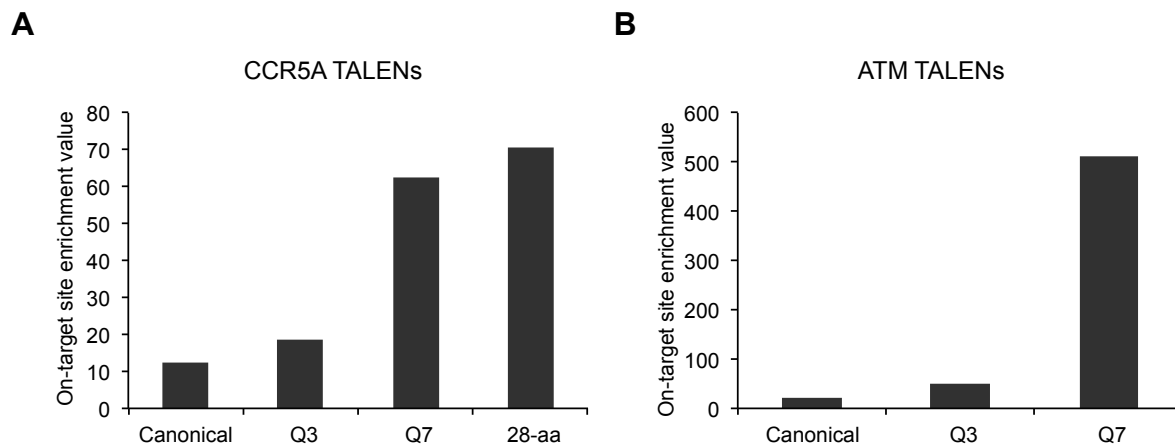 A
CCR5A TALENs
On-target site enrichment value
80
70
60
50
40
30
20
10
0
Canonical Q3 Q7 28-aa
B
ATM TALENs
On-target site enrichment value
600
500
400
300
200
100
0
Canonical Q3 Q7